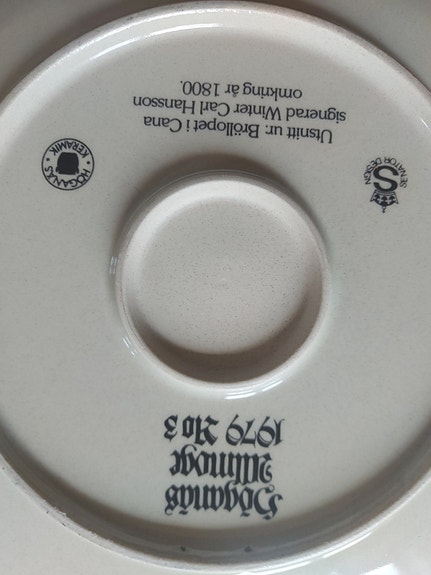 Höganäs
Allmoge
1979 No 3
SENATOR DESIGN
S
HÖGANÄS
KERAMIK
Utsnitt ur: Bröllopet i Cana
signerad Winter Carl Hansson
omkring år 1800.